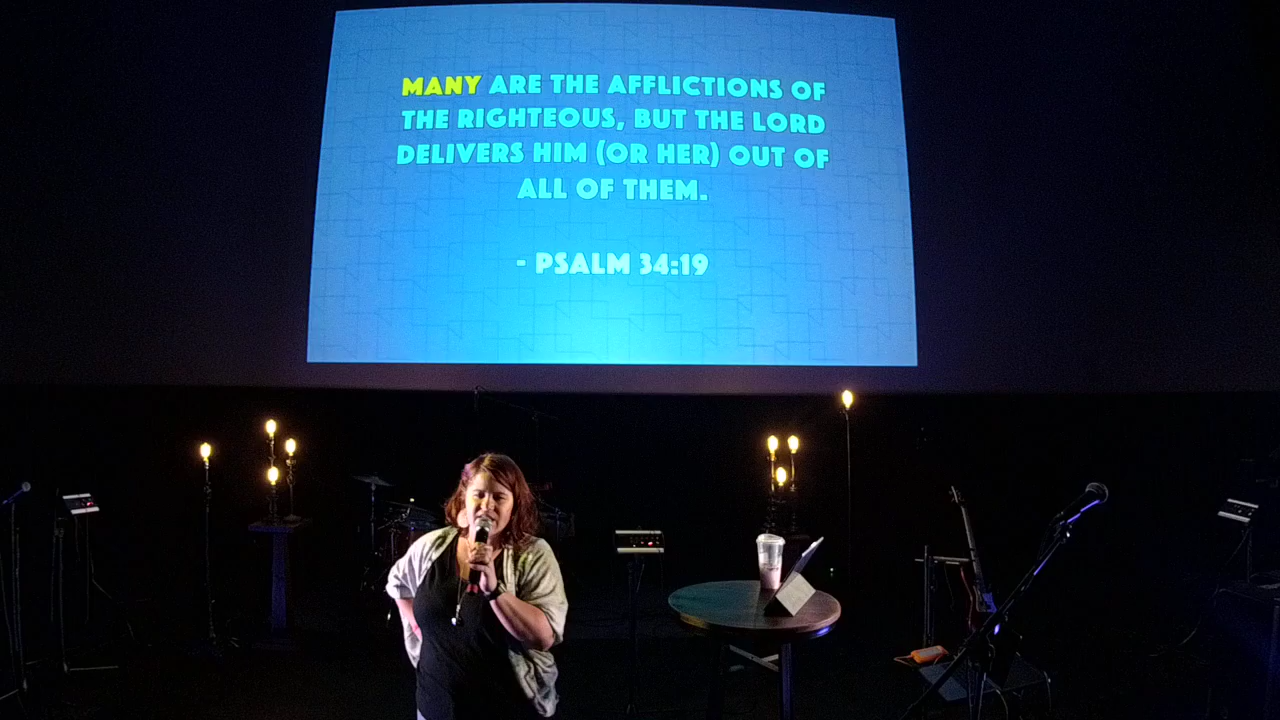 MANY ARE THE AFFLICTIONS OF
THE RIGHTEOUS, BUT THE LORD
DELIVERS HIM (OR HER) OUT OF
ALL OF THEM.
- PSALM 34:19